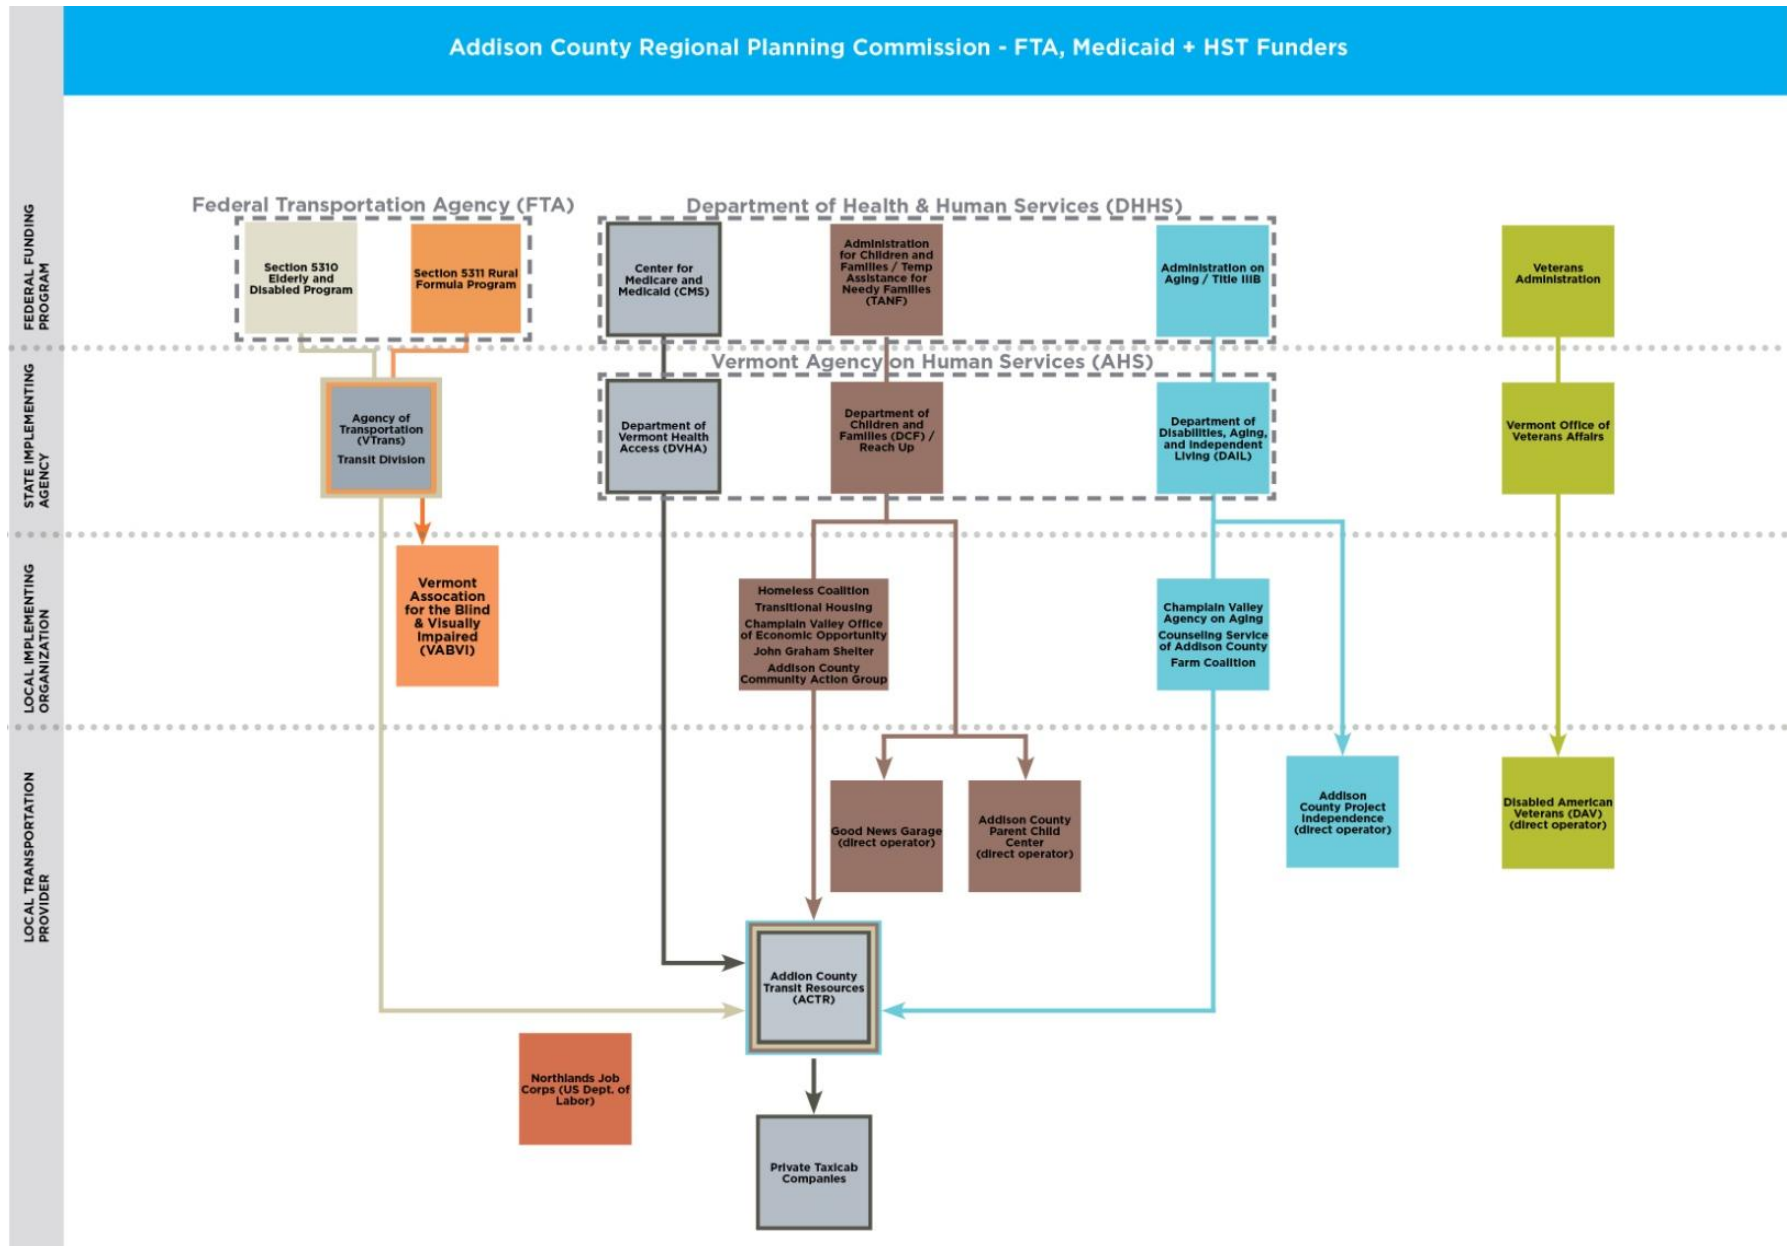 Addison County Regional Planning Commission - FTA, Medicaid + HST Funders
FEDERAL FUNDING
PROGRAM
Federal Transportation Agency (FTA)
Department of Health & Human Services (DHHS)
Section 5310
Elderly and
Disabled Program
Section 5311 Rural
Formula Program
Center for
Medicare and
Medicaid (CMS)
Administration
for Children and
Families / Temp
Assistance for
Needy Families
(TANF)
Administration on
Aging / Title IIIB
Veterans
Administration
STATE IMPLEMENTING
AGENCY
Vermont Agency on Human Services (AHS)
Agency of
Transportation
(VTrans)
Transit Division
Department of
Vermont Health
Access (DVHA)
Department of
Children and
Families (DCF) /
Reach Up
Department of
Disabilities, Aging,
and Independent
Living (DAIL)
Vermont Office of
Veterans Affairs
LOCAL IMPLEMENTING
ORGANIZATION
Vermont
Assocation
for the Blind
& Visually
Impaired
(VABVI)
Homeless Coalition
Transitional Housing
Champlain Valley Office
of Economic Opportunity
John Graham Shelter
Addison County
Community Action Group
Champlain Valley
Agency on Aging
Counseling Service
of Addison County
Farm Coalition
LOCAL TRANSPORTATION
PROVIDER
Good News Garage
(direct operator)
Addison County
Parent Child
Center
(direct operator)
Addison
County Project
Independence
(direct operator)
Disabled American
Veterans (DAV)
(direct operator)
Addion County
Transit Resources
(ACTR)
Northlands Job
Corps (US Dept. of
Labor)
Private Taxicab
Companies